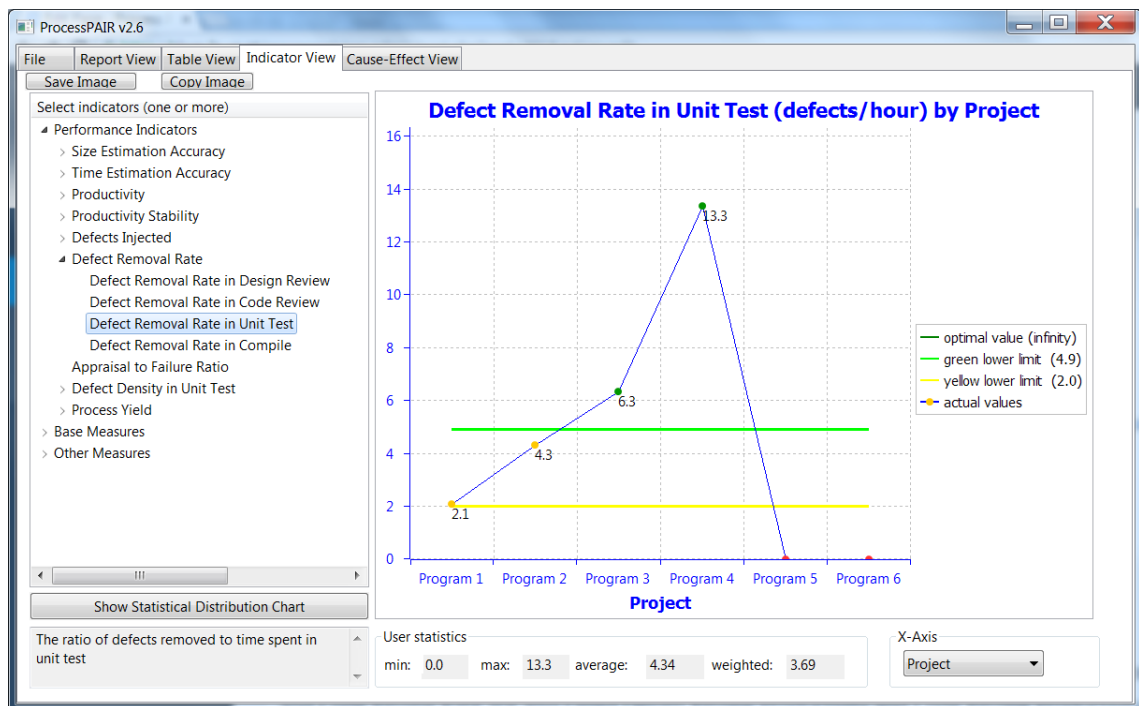 ProcessPAIR v2.6
File Report View Table View Indicator View Cause-Effect View
Save Image Copy Image
Select indicators (one or more)
Performance Indicators
Size Estimation Accuracy
Time Estimation Accuracy
Productivity
Productivity Stability
Defects Injected
Defect Removal Rate
Defect Removal Rate in Design Review
Defect Removal Rate in Code Review
Defect Removal Rate in Unit Test
Defect Removal Rate in Compile
Appraisal to Failure Ratio
Defect Density in Unit Test
Process Yield
Base Measures
Other Measures
Show Statistical Distribution Chart
The ratio of defects removed to time spent in
unit test
Defect Removal Rate in Unit Test (defects/hour) by Project
16
14
13.3
12
10
8
6
6.3
4
4.3
2
2.1
0
Program 1 Program 2 Program 3 Program 4 Program 5 Program 6
Project
optimal value (infinity)
green lower limit (4.9)
yellow lower limit (2.0)
actual values
User statistics
min: 0.0 max: 13.3 average: 4.34 weighted: 3.69
X-Axis
Project